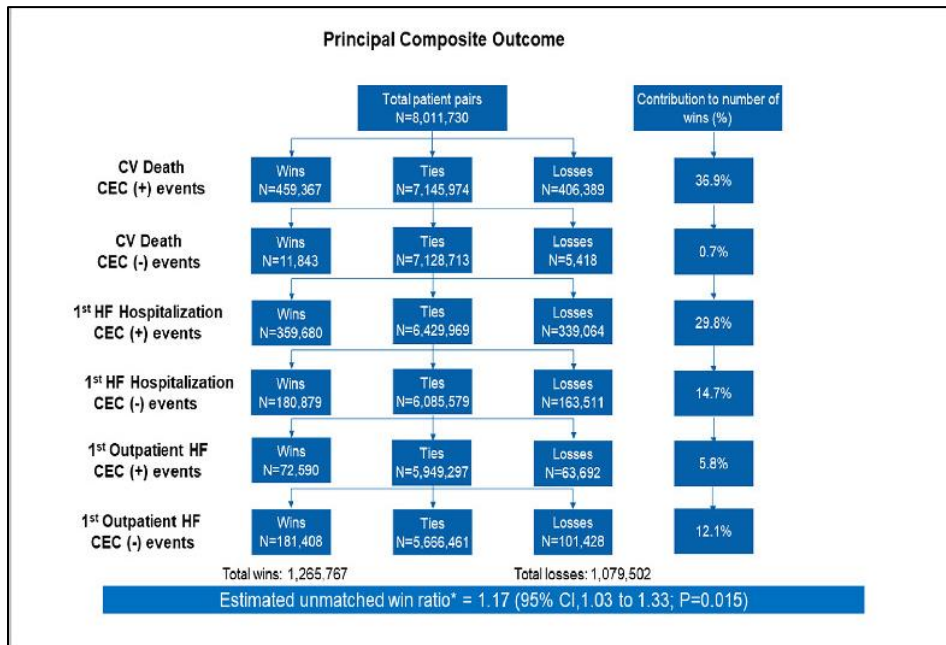 Principal Composite Outcome
Total patient pairs
N=8,011,730
Contribution to number of
wins (%)
CV Death
CEC (+) events
Wins
N=459,367
Ties
N=7,145,974
Losses
N=406,389
36.9%
CV Death
CEC (-) events
Wins
N=11,843
Ties
N=7,128,713
Losses
N=5,418
0.7%
1st HF Hospitalization
CEC (+) events
Wins
N=359,680
Ties
N=6,429,969
Losses
N=339,064
29.8%
1st HF Hospitalization
CEC (-) events
Wins
N=180,879
Ties
N=6,085,579
Losses
N=163,511
14.7%
1st Outpatient HF
CEC (+) events
Wins
N=72,590
Ties
N=5,949,297
Losses
N=63,692
5.8%
1st Outpatient HF
CEC (-) events
Wins
N=181,408
Ties
N=5,666,461
Losses
N=101,428
12.1%
Total wins: 1,265,767
Total losses: 1,079,502
Estimated unmatched win ratio* = 1.17 (95% CI,1.03 to 1.33; P=0.015)